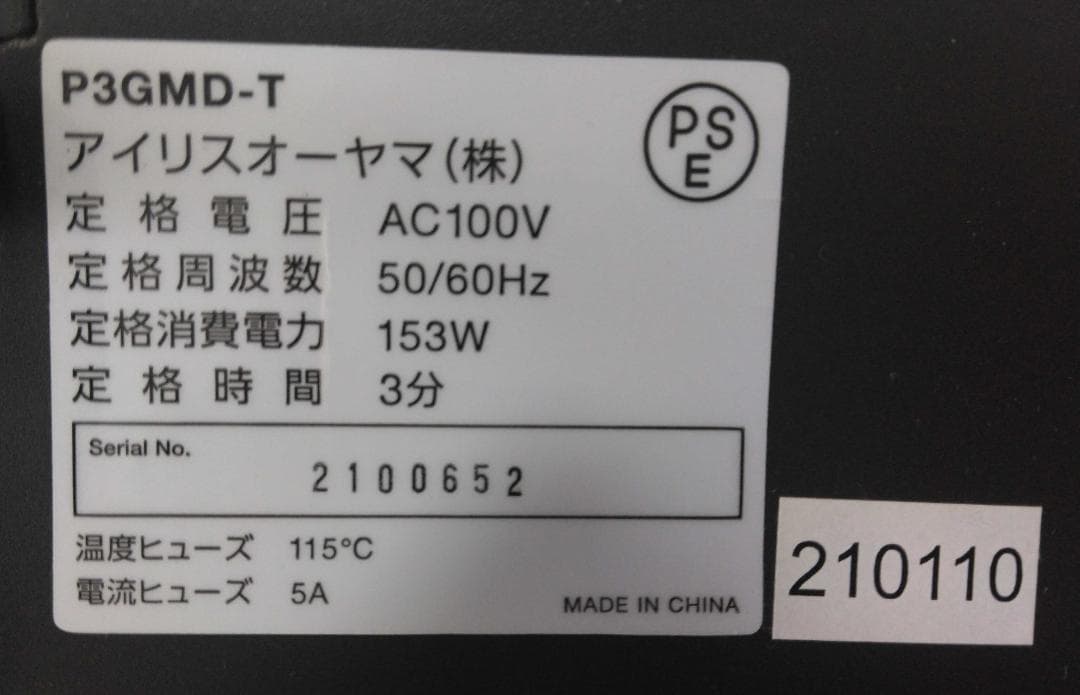 P3GMD-T
PS
E
アイリスオーヤマ(株)
定格電圧 AC100V
定格周波数 50/60Hz
定格消費電力 153W
定格時間 3分
Serial No.
2100652
温度ヒューズ 115℃
電流ヒューズ 5A
MADE IN CHINA
210110